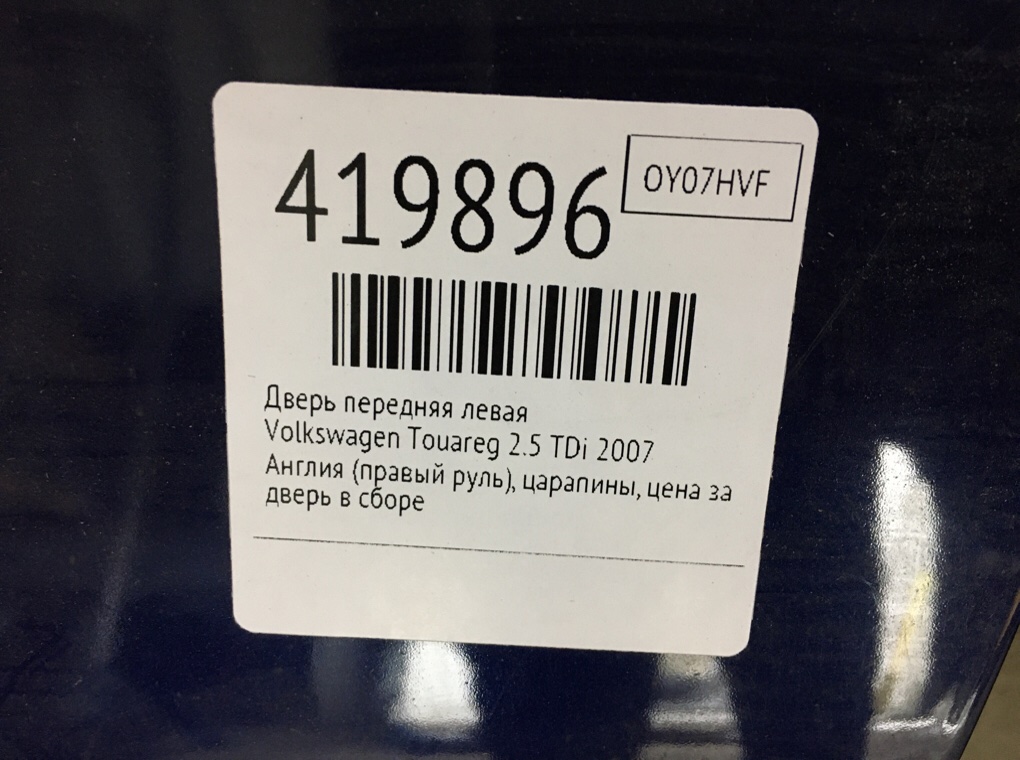 419896
OY07HVF
Дверь передняя левая
Volkswagen Touareg 2.5 TDi 2007
Англия (правый руль), царапины, цена за
дверь в сборе